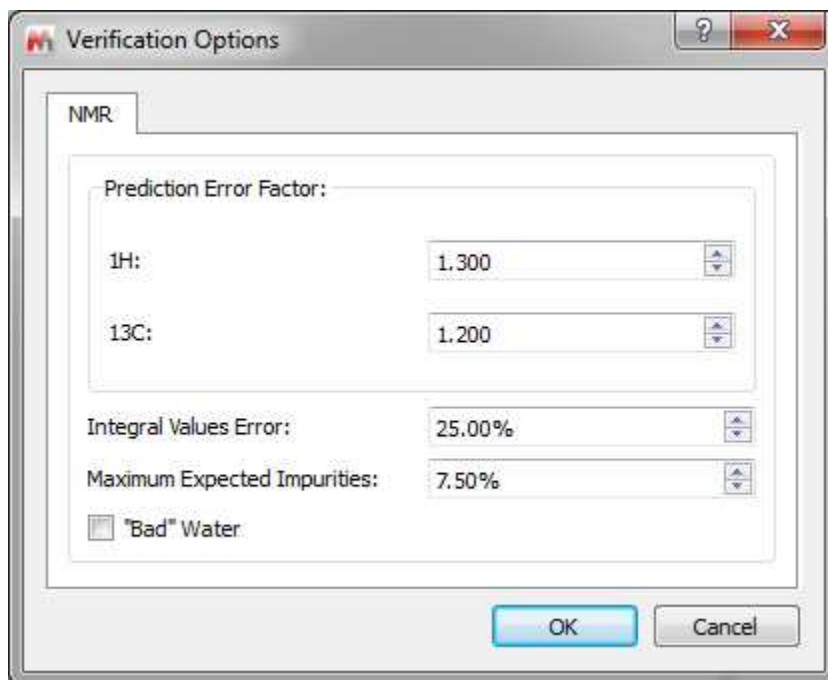 Verification Options
NMR
Prediction Error Factor:
1H: 1.300
13C: 1.200
Integral Values Error: 25.00%
Maximum Expected Impurities: 7.50%
"Bad" Water
OK Cancel